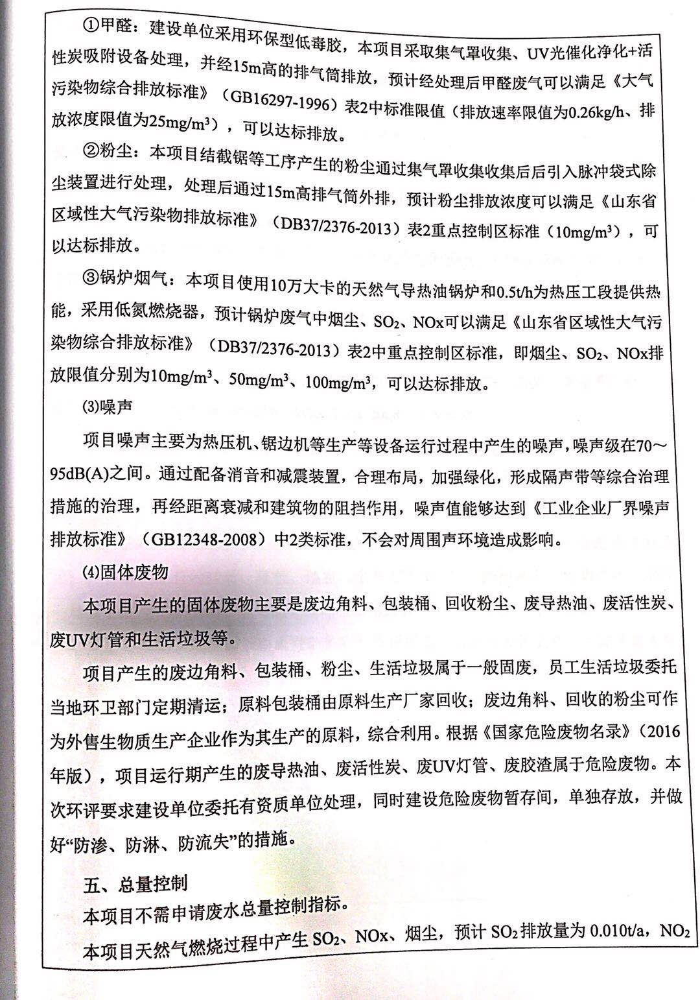 ①甲醛：建设单位采用环保型低毒胶，本项目采取集气罩收集、UV光催化净化+活
性炭吸附设备处理，并经15m高的排气筒排放，预计经处理后甲醛废气可以满足《大气
污染物综合排放标准》（GB16297-1996）表2中标准限值（排放速率限值为0.26kg/h、排
放浓度限值为25mg/m³），可以达标排放。
②粉尘：本项目结截锯等工序产生的粉尘通过集气罩收集收集后后引入脉冲袋式除
尘装置进行处理，处理后通过15m高排气筒外排，预计粉尘排放浓度可以满足《山东省
区域性大气污染物排放标准》（DB37/2376-2013）表2重点控制区标准（10mg/m³），可
以达标排放。
③锅炉烟气：本项目使用10万大卡的天然气导热油锅炉和0.5t/h为热压工段提供热
能，采用低氮燃烧器，预计锅炉废气中烟尘、SO₂、NOx可以满足《山东省区域性大气污
染物综合排放标准》（DB37/2376-2013）表2中重点控制区标准，即烟尘、SO₂、NOx排
放限值分别为10mg/m³、50mg/m³、100mg/m³，可以达标排放。
⑶噪声
项目噪声主要为热压机、锯边机等生产等设备运行过程中产生的噪声，噪声级在70～
95dB(A)之间。通过配备消音和减震装置，合理布局，加强绿化，形成隔声带等综合治理
措施的治理，再经距离衰减和建筑物的阻挡作用，噪声值能够达到《工业企业厂界噪声
排放标准》（GB12348-2008）中2类标准，不会对周围声环境造成影响。
⑷固体废物
本项目产生的固体废物主要是废边角料、包装桶、回收粉尘、废导热油、废活性炭、
废UV灯管和生活垃圾等。
项目产生的废边角料、包装桶、粉尘、生活垃圾属于一般固废，员工生活垃圾委托
当地环卫部门定期清运；原料包装桶由原料生产厂家回收；废边角料、回收的粉尘可作
为外售生物质生产企业作为其生产的原料，综合利用。根据《国家危险废物名录》（2016
年版），项目运行期产生的废导热油、废活性炭、废UV灯管、废胶渣属于危险废物。本
次环评要求建设单位委托有资质单位处理，同时建设危险废物暂存间，单独存放，并做
好“防渗、防淋、防流失”的措施。
五、总量控制
本项目不需申请废水总量控制指标。
本项目天然气燃烧过程中产生 SO₂、NOx、烟尘，预计 SO₂排放量为 0.010t/a，NO₂